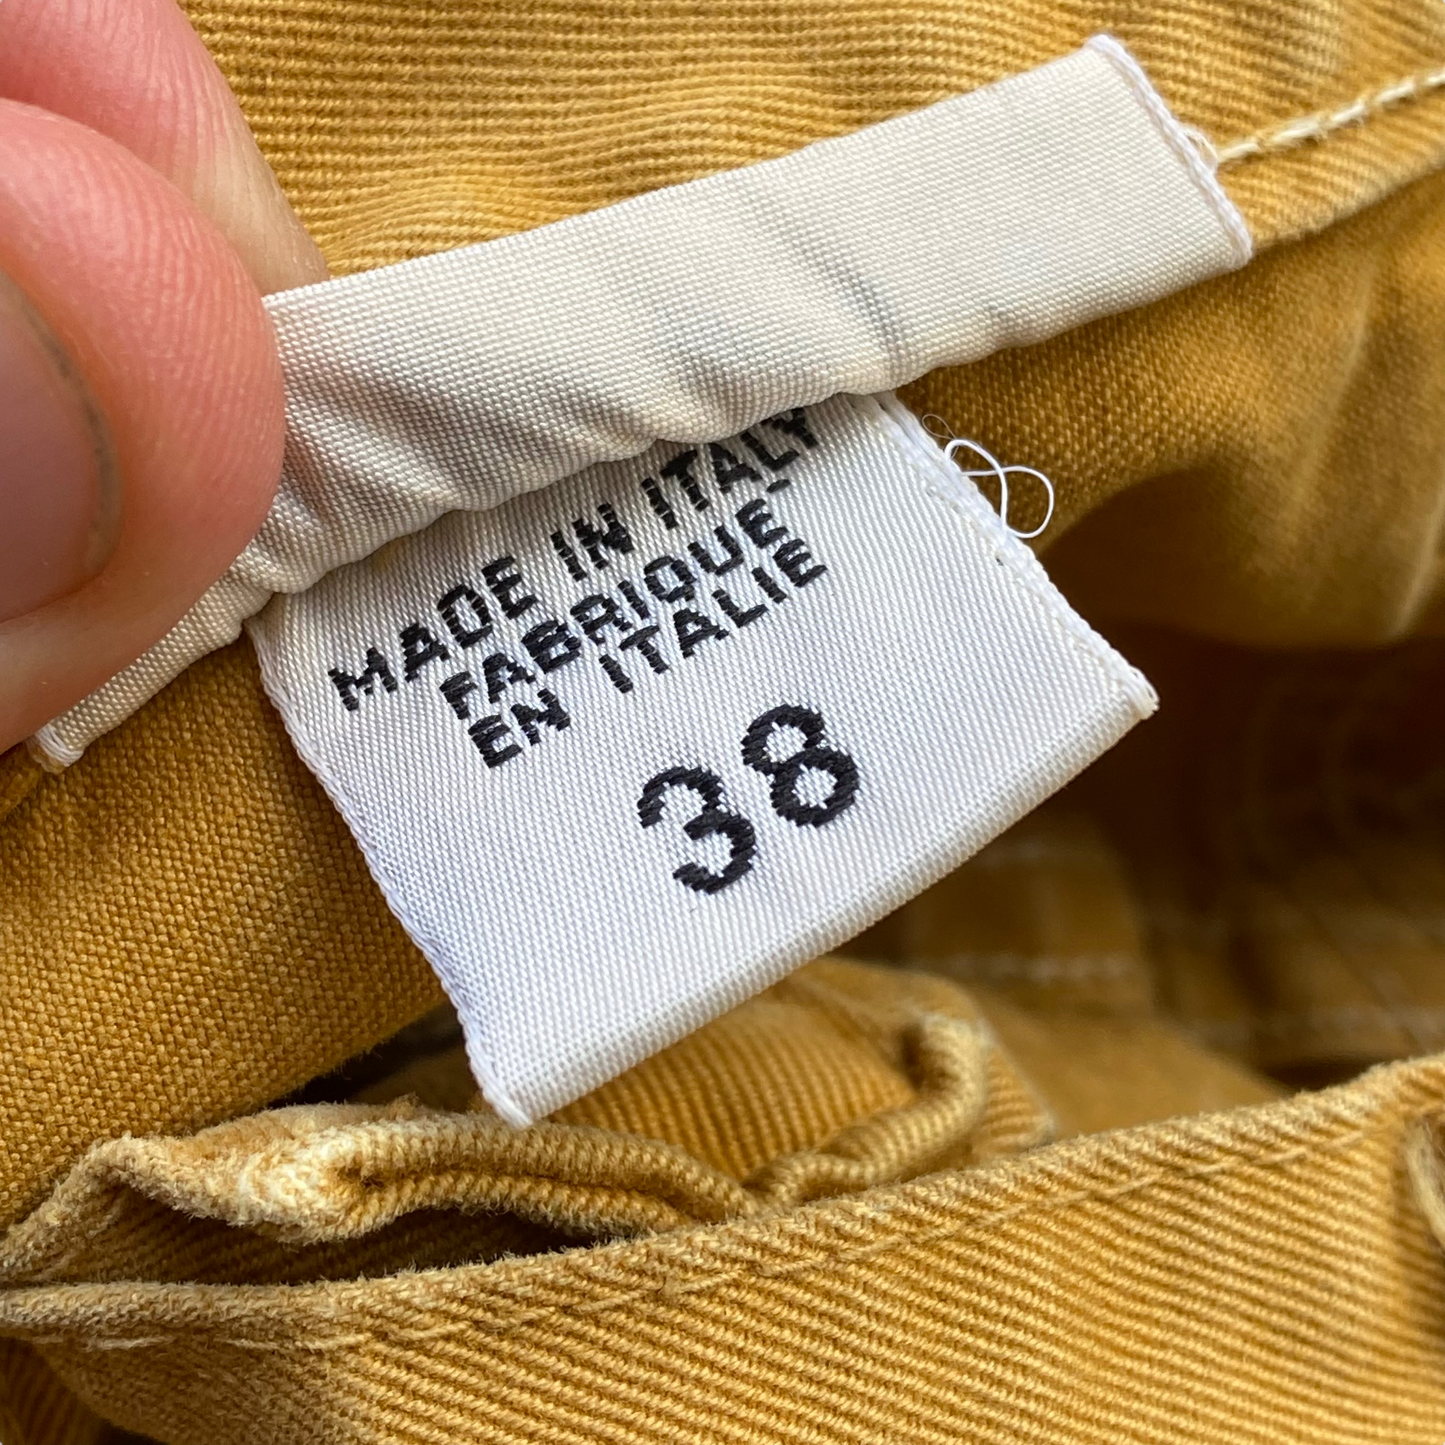 MADE IN ITALY
FABRIQUE-
EN ITALIE
38